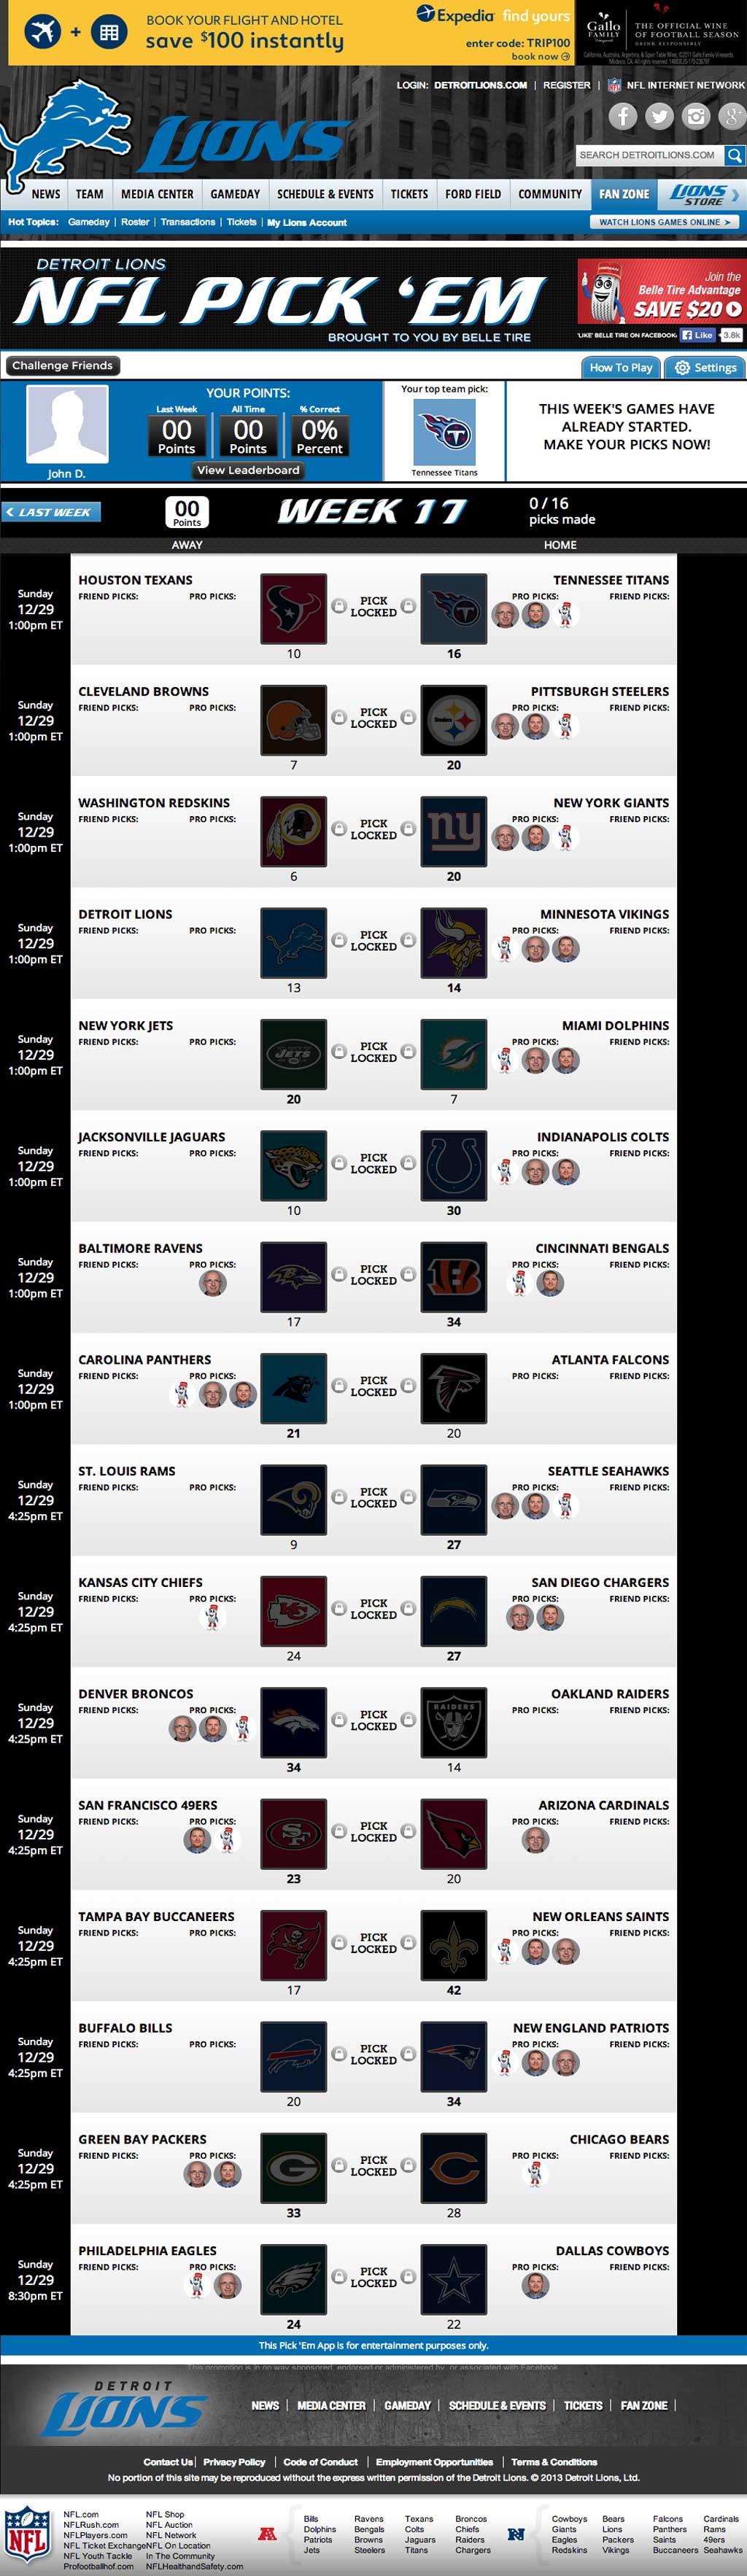 BOOK YOUR FLIGHT AND HOTEL
save $100 instantly
Expedia find yours
enter code: TRIP100
book now
Gallo
FAMILY
THE OFFICIAL WINE
OF FOOTBALL SEASON
DRINK RESPONSIBLY
LOGIN: DETROITLIONS.COM | REGISTER | NFL INTERNET NETWORK
LIONS
SEARCH DETROITLIONS.COM
NEWS TEAM MEDIA CENTER GAMEDAY SCHEDULE & EVENTS TICKETS FORD FIELD COMMUNITY FAN ZONE LIONS STORE
Hot Topics: Gameday | Roster | Transactions | Tickets | My Lions Account
WATCH LIONS GAMES ONLINE >
DETROIT LIONS
NFL PICK 'EM
BROUGHT TO YOU BY BELLE TIRE
Join the
Belle Tire Advantage
SAVE $20
'LIKE' BELLE TIRE ON FACEBOOK Like 3.8k
Challenge Friends
How To Play
Settings
YOUR POINTS:
Last Week All Time % Correct
00 00 0%
Points Points Percent
View Leaderboard
John D.
Your top team pick:
Tennessee Titans
THIS WEEK'S GAMES HAVE
ALREADY STARTED.
MAKE YOUR PICKS NOW!
< LAST WEEK
00
Points
WEEK 17
0 / 16
picks made
AWAY HOME
Sunday
12/29
1:00pm ET
HOUSTON TEXANS TENNESSEE TITANS
FRIEND PICKS: PRO PICKS: PICK LOCKED PRO PICKS: FRIEND PICKS:
10 16
Sunday
12/29
1:00pm ET
CLEVELAND BROWNS PITTSBURGH STEELERS
FRIEND PICKS: PRO PICKS: PICK LOCKED PRO PICKS: FRIEND PICKS:
Steelers
7 20
Sunday
12/29
1:00pm ET
WASHINGTON REDSKINS NEW YORK GIANTS
FRIEND PICKS: PRO PICKS: PICK LOCKED PRO PICKS: FRIEND PICKS:
ny
6 20
Sunday
12/29
1:00pm ET
DETROIT LIONS MINNESOTA VIKINGS
FRIEND PICKS: PRO PICKS: PICK LOCKED PRO PICKS: FRIEND PICKS:
13 14
Sunday
12/29
1:00pm ET
NEW YORK JETS MIAMI DOLPHINS
FRIEND PICKS: PRO PICKS: PICK LOCKED PRO PICKS: FRIEND PICKS:
JETS
20 7
Sunday
12/29
1:00pm ET
JACKSONVILLE JAGUARS INDIANAPOLIS COLTS
FRIEND PICKS: PRO PICKS: PICK LOCKED PRO PICKS: FRIEND PICKS:
10 30
Sunday
12/29
1:00pm ET
BALTIMORE RAVENS CINCINNATI BENGALS
FRIEND PICKS: PRO PICKS: PICK LOCKED PRO PICKS: FRIEND PICKS:
17 34
Sunday
12/29
1:00pm ET
CAROLINA PANTHERS ATLANTA FALCONS
FRIEND PICKS: PRO PICKS: PICK LOCKED PRO PICKS: FRIEND PICKS:
21 20
Sunday
12/29
4:25pm ET
ST. LOUIS RAMS SEATTLE SEAHAWKS
FRIEND PICKS: PRO PICKS: PICK LOCKED PRO PICKS: FRIEND PICKS:
9 27
Sunday
12/29
4:25pm ET
KANSAS CITY CHIEFS SAN DIEGO CHARGERS
FRIEND PICKS: PRO PICKS: PICK LOCKED PRO PICKS: FRIEND PICKS:
24 27
Sunday
12/29
4:25pm ET
DENVER BRONCOS OAKLAND RAIDERS
FRIEND PICKS: PRO PICKS: PICK LOCKED PRO PICKS: FRIEND PICKS:
RAIDERS
34 14
Sunday
12/29
4:25pm ET
SAN FRANCISCO 49ERS ARIZONA CARDINALS
FRIEND PICKS: PRO PICKS: PICK LOCKED PRO PICKS: FRIEND PICKS:
SF
23 20
Sunday
12/29
4:25pm ET
TAMPA BAY BUCCANEERS NEW ORLEANS SAINTS
FRIEND PICKS: PRO PICKS: PICK LOCKED PRO PICKS: FRIEND PICKS:
17 42
Sunday
12/29
4:25pm ET
BUFFALO BILLS NEW ENGLAND PATRIOTS
FRIEND PICKS: PRO PICKS: PICK LOCKED PRO PICKS: FRIEND PICKS:
20 34
Sunday
12/29
4:25pm ET
GREEN BAY PACKERS CHICAGO BEARS
FRIEND PICKS: PRO PICKS: PICK LOCKED PRO PICKS: FRIEND PICKS:
33 28
Sunday
12/29
8:30pm ET
PHILADELPHIA EAGLES DALLAS COWBOYS
FRIEND PICKS: PRO PICKS: PICK LOCKED PRO PICKS: FRIEND PICKS:
24 22
This Pick 'Em App is for entertainment purposes only.
This promotion is in no way sponsored, endorsed or administered by, or associated with Facebook.
DETROIT
LIONS
NEWS | MEDIA CENTER | GAMEDAY | SCHEDULE & EVENTS | TICKETS | FAN ZONE |
Contact Us | Privacy Policy | Code of Conduct | Employment Opportunities | Terms & Conditions
No portion of this site may be reproduced without the express written permission of the Detroit Lions. © 2013 Detroit Lions, Ltd.
NFL
NFL.com NFL Shop
NFLRush.com NFL Auction
NFLPlayers.com NFL Network
NFL Ticket Exchange NFL On Location
NFL Youth Tackle In The Community
Profootballhof.com NFLHealthandSafety.com
A
Bills Ravens Texans Broncos
Dolphins Bengals Colts Chiefs
Patriots Browns Jaguars Raiders
Jets Steelers Titans Chargers
N
Cowboys Bears Falcons Cardinals
Giants Lions Panthers Rams
Eagles Packers Saints 49ers
Redskins Vikings Buccaneers Seahawks